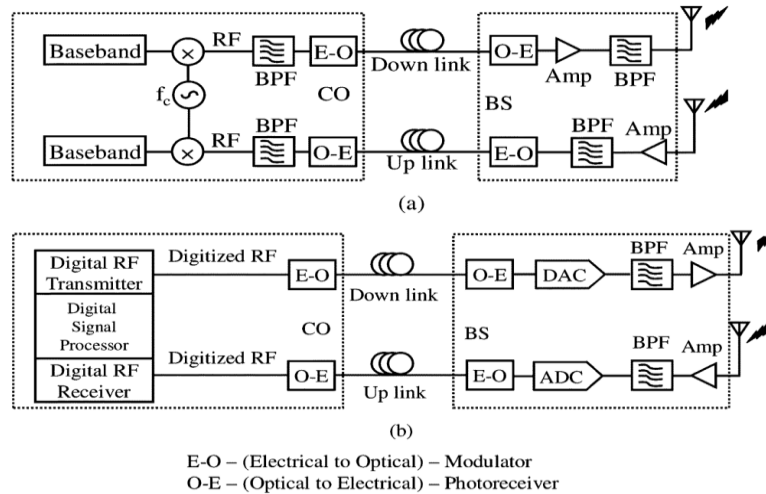 Baseband
RF
BPF
E-O
Down link
O-E
Amp
BPF
fc
CO
BS
Baseband
RF
BPF
O-E
Up link
E-O
BPF
Amp
(a)
Digital RF
Transmitter
Digitized RF
E-O
Down link
O-E
DAC
BPF
Amp
Digital
Signal
Processor
CO
BS
Digital RF
Receiver
Digitized RF
O-E
Up link
E-O
ADC
BPF
Amp
(b)
E-O – (Electrical to Optical) – Modulator
O-E – (Optical to Electrical) – Photoreceiver